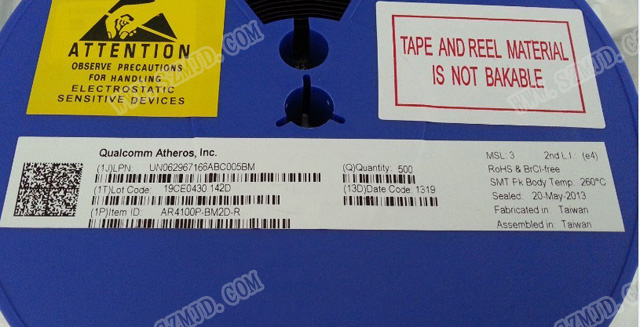 ATTENTION
OBSERVE PRECAUTIONS
FOR HANDLING
ELECTROSTATIC
SENSITIVE DEVICES
TAPE AND REEL MATERIAL
IS NOT BAKABLE
Qualcomm Atheros, Inc.
(1J)LPN: UN062967166ABC005BM
(1T)Lot Code: 19CE0430.142D
(1P)Item ID: AR4100P-BM2D-R
(Q)Quantity: 500
(13D)Date Code: 1319
MSL: 3 2nd L.I.: (e4)
RoHS & BrCl-free
SMT Pk Body Temp: 260°C
Sealed: 20-May-2013
Fabricated in: Taiwan
Assembled in: Taiwan
SZMJD.COM